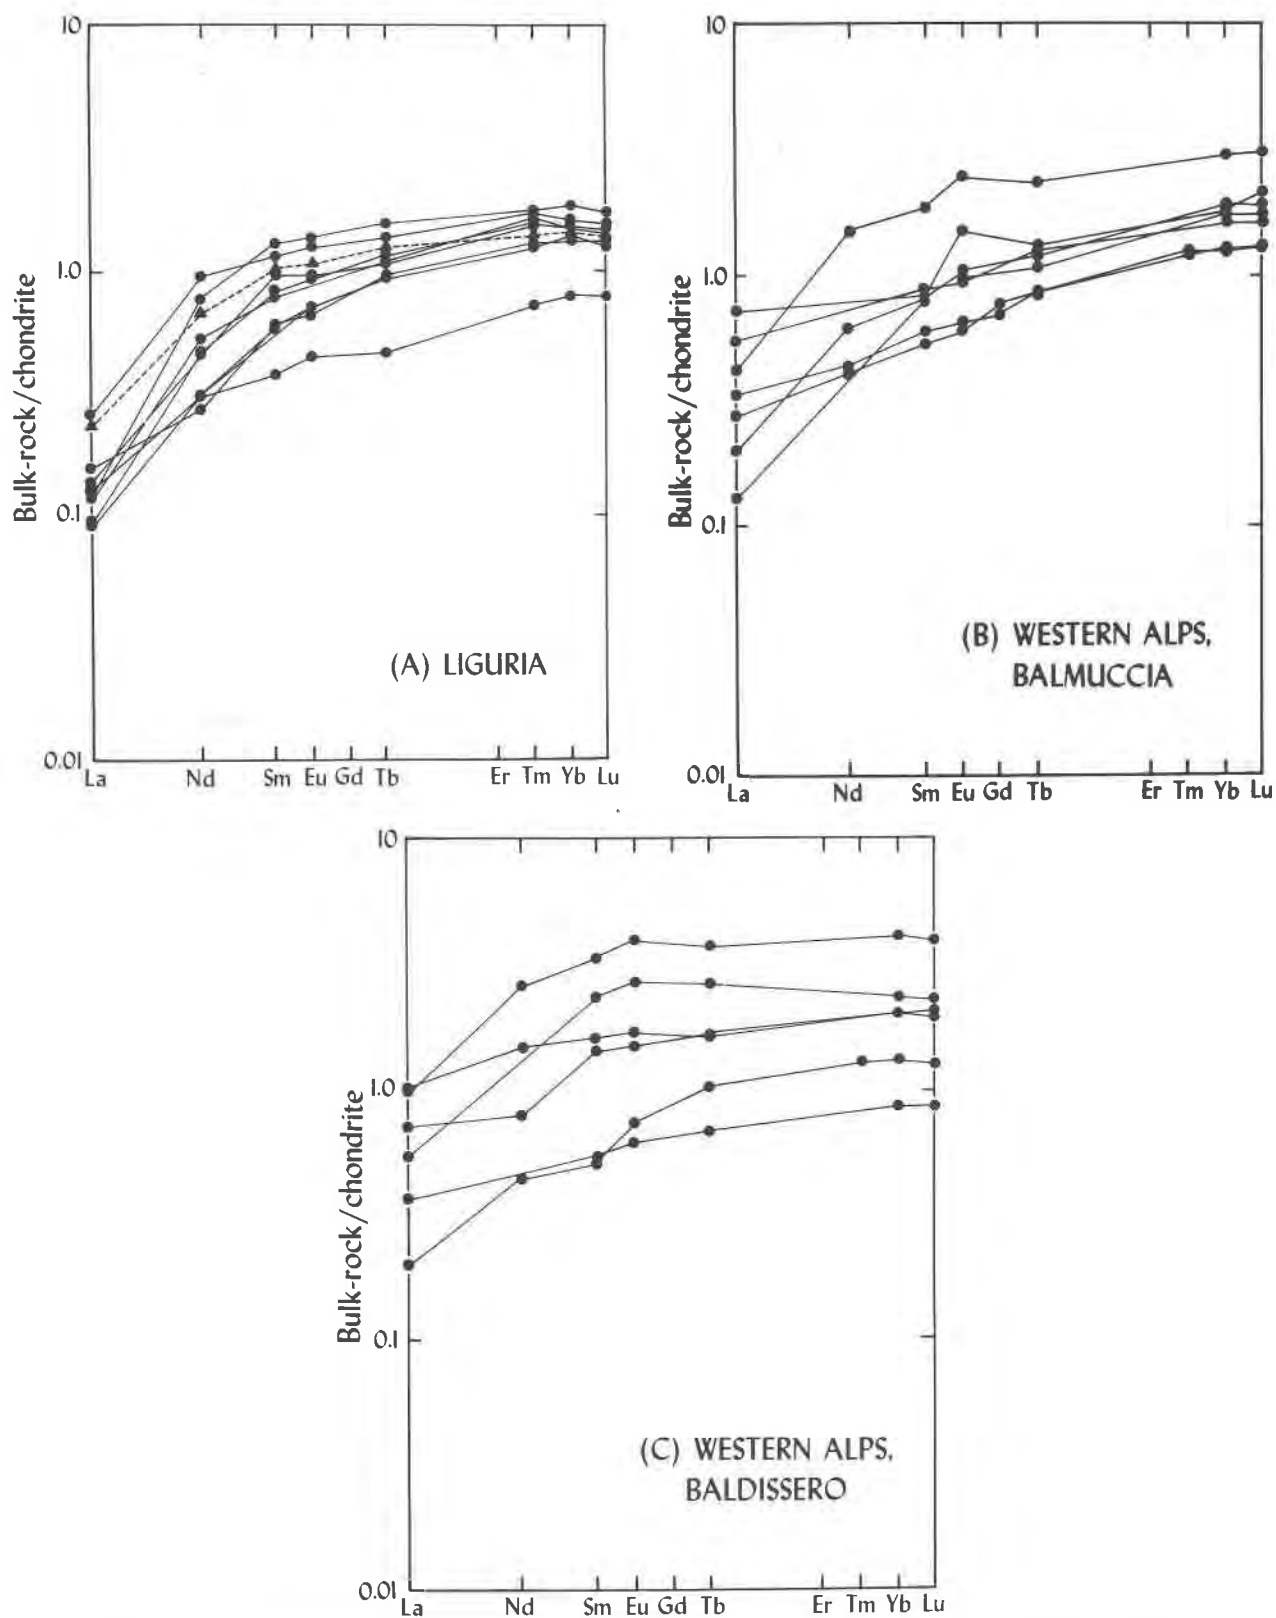 10
1.0
0.1
0.01
Bulk-rock/chondrite
(A) LIGURIA
La Nd Sm Eu Gd Tb Er Tm Yb Lu
10
1.0
0.1
0.01
Bulk-rock/chondrite
(B) WESTERN ALPS,
BALMUCCIA
La Nd Sm Eu Gd Tb Er Tm Yb Lu
10
1.0
0.1
0.01
Bulk-rock/chondrite
(C) WESTERN ALPS,
BALDISSERO
La Nd Sm Eu Gd Tb Er Tm Yb Lu